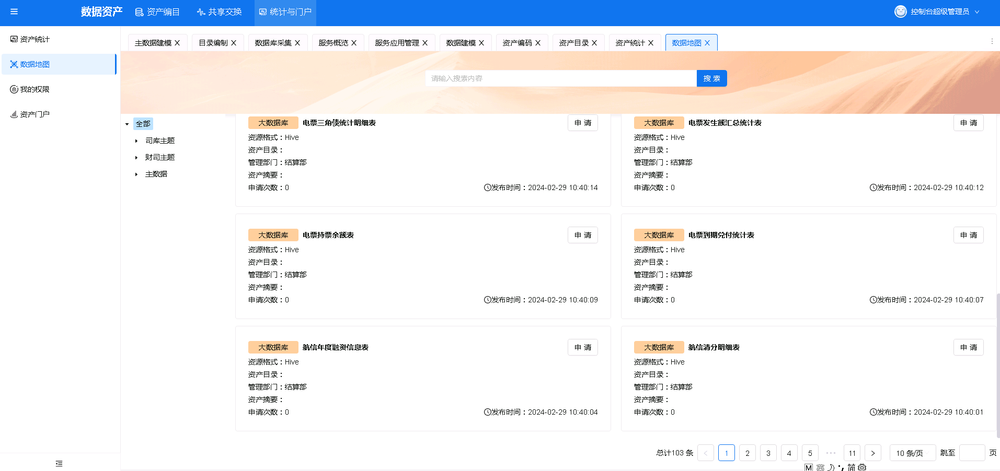 数据资产 资产编目 共享交换 统计与门户 控制台超级管理员
资产统计
数据地图
我的权限
资产门户
主数据建模 目录编制 数据库采集 服务概览 服务应用管理 数据建模 资产编码 资产目录 资产统计 数据地图
请输入搜索内容 搜 索
全部
司库主题
财司主题
主数据
大数据库 电票三角债统计明细表 申 请
资源格式：Hive
资产目录：
管理部门：结算部
资产摘要：
申请次数：0 发布时间：2024-02-29 10:40:14
大数据库 电票发生额汇总统计表 申 请
资源格式：Hive
资产目录：
管理部门：结算部
资产摘要：
申请次数：0 发布时间：2024-02-29 10:40:12
大数据库 电票持票余额表 申 请
资源格式：Hive
资产目录：
管理部门：结算部
资产摘要：
申请次数：0 发布时间：2024-02-29 10:40:09
大数据库 电票到期兑付统计表 申 请
资源格式：Hive
资产目录：
管理部门：结算部
资产摘要：
申请次数：0 发布时间：2024-02-29 10:40:07
大数据库 航信年度融资信息表 申 请
资源格式：Hive
资产目录：
管理部门：结算部
资产摘要：
申请次数：0 发布时间：2024-02-29 10:40:04
大数据库 航信清分明细表 申 请
资源格式：Hive
资产目录：
管理部门：结算部
资产摘要：
申请次数：0 发布时间：2024-02-29 10:40:01
总计103 条 < 1 2 3 4 5 ••• 11 > 10 条/页 跳至 页
M 英 简